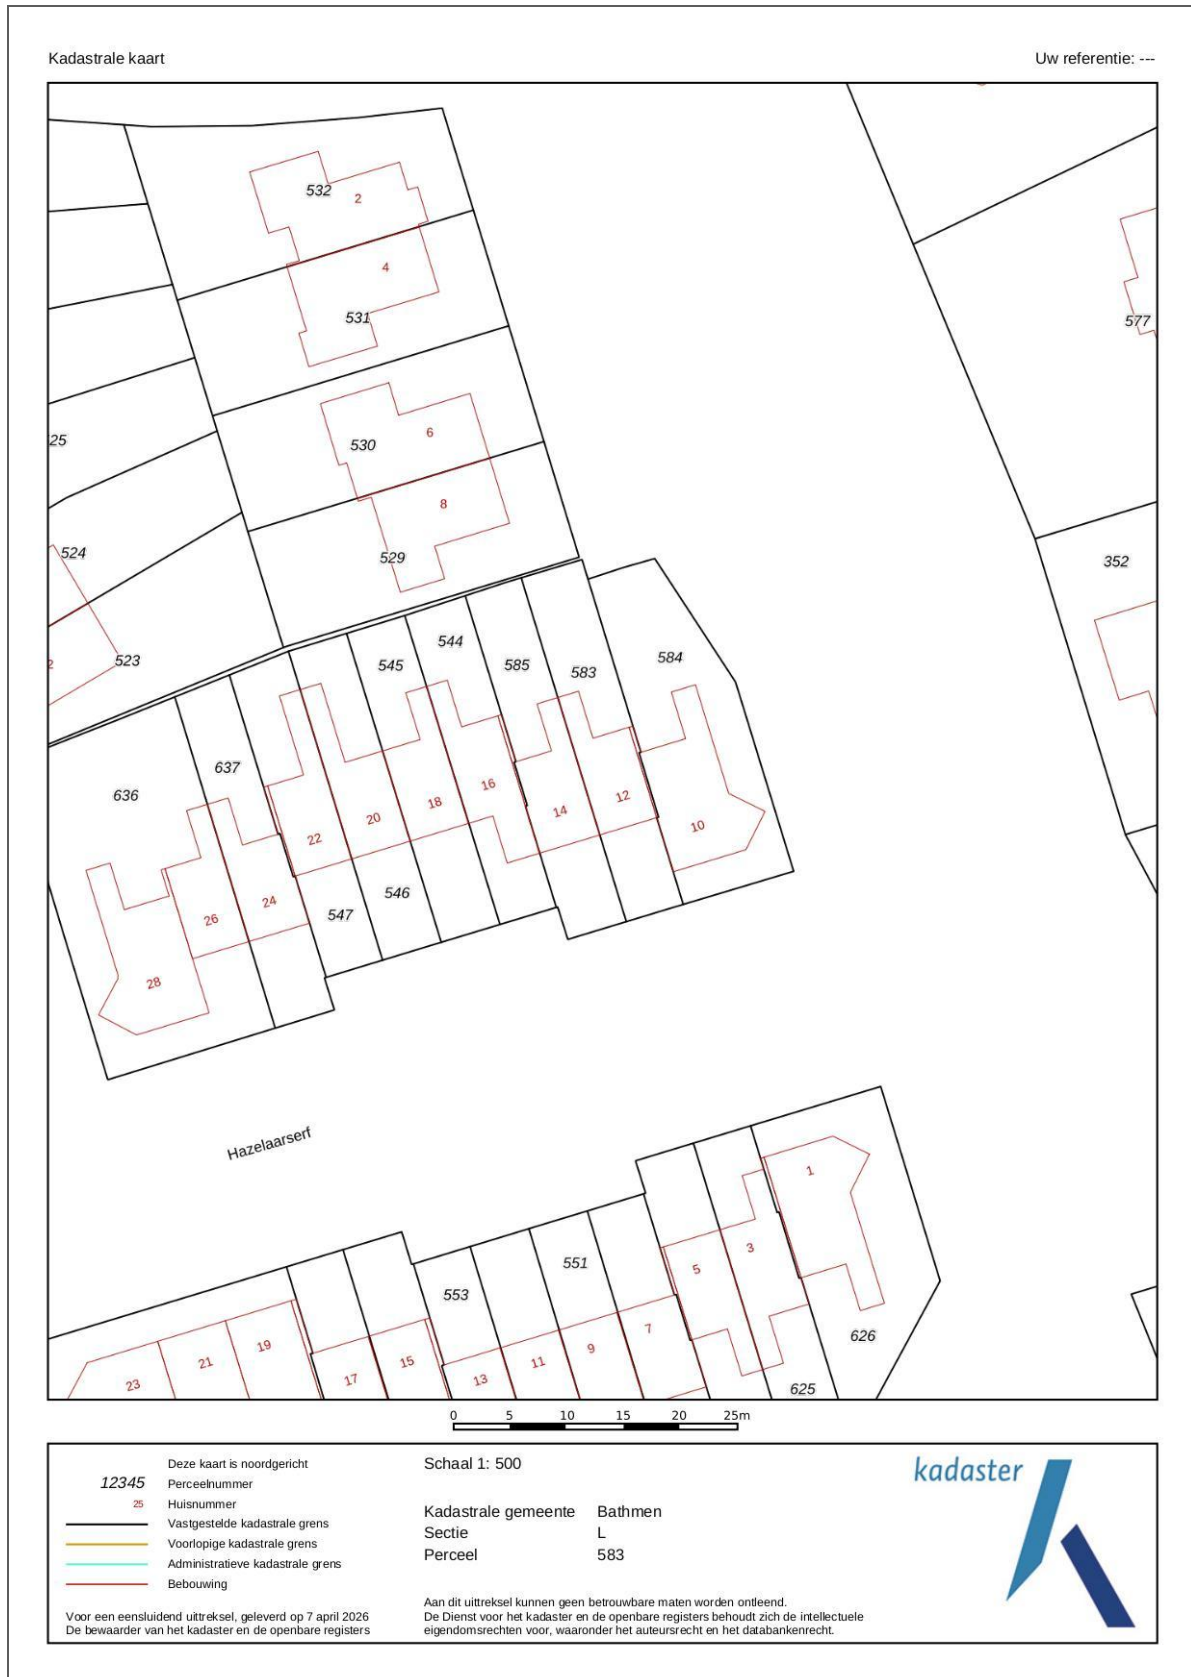 Kadastrale kaart
Uw referentie: ---
532
2
4
531
577
530
6
25
8
529
524
352
523
2
544
545
585
583
584
637
636
16
12
14
18
20
10
22
24
546
547
26
28
Hazelaarserf
1
3
551
5
553
7
626
19
9
15
11
21
17
13
23
625
0 5 10 15 20 25m
Deze kaart is noordgericht
12345 Perceelnummer
25 Huisnummer
Vastgestelde kadastrale grens
Voorlopige kadastrale grens
Administratieve kadastrale grens
Bebouwing
Voor een eensluidend uittreksel, geleverd op 7 april 2026
De bewaarder van het kadaster en de openbare registers
Schaal 1: 500
Kadastrale gemeente Bathmen
Sectie L
Perceel 583
Aan dit uittreksel kunnen geen betrouwbare maten worden ontleend.
De Dienst voor het kadaster en de openbare registers behoudt zich de intellectuele
eigendomsrechten voor, waaronder het auteursrecht en het databankenrecht.
kadaster